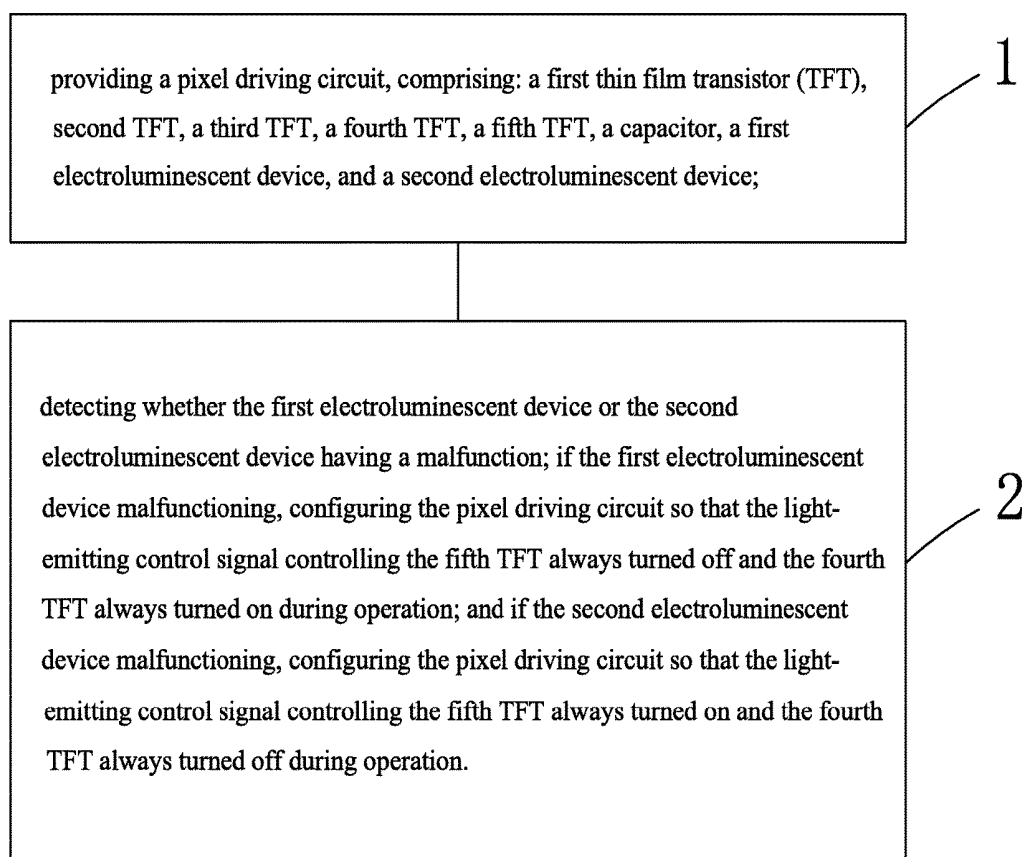 providing a pixel driving circuit, comprising: a first thin film transistor (TFT),
second TFT, a third TFT, a fourth TFT, a fifth TFT, a capacitor, a first
electroluminescent device, and a second electroluminescent device;
1
detecting whether the first electroluminescent device or the second
electroluminescent device having a malfunction; if the first electroluminescent
device malfunctioning, configuring the pixel driving circuit so that the light-
emitting control signal controlling the fifth TFT always turned off and the fourth
TFT always turned on during operation; and if the second electroluminescent
device malfunctioning, configuring the pixel driving circuit so that the light-
emitting control signal controlling the fifth TFT always turned on and the fourth
TFT always turned off during operation.
2